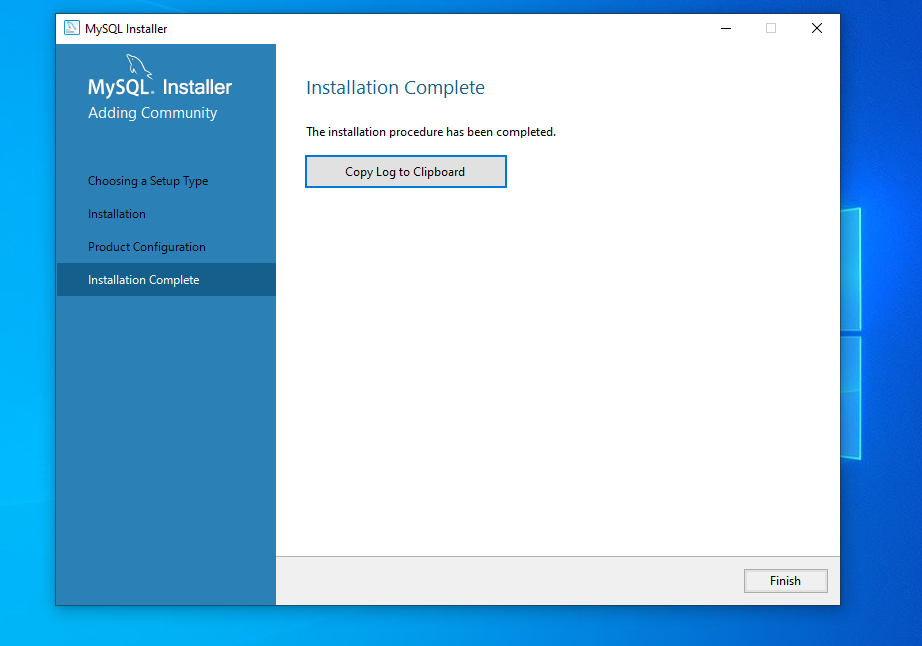 MySQL Installer
MySQL. Installer
Adding Community
Choosing a Setup Type
Installation
Product Configuration
Installation Complete
Installation Complete
The installation procedure has been completed.
Copy Log to Clipboard
Finish